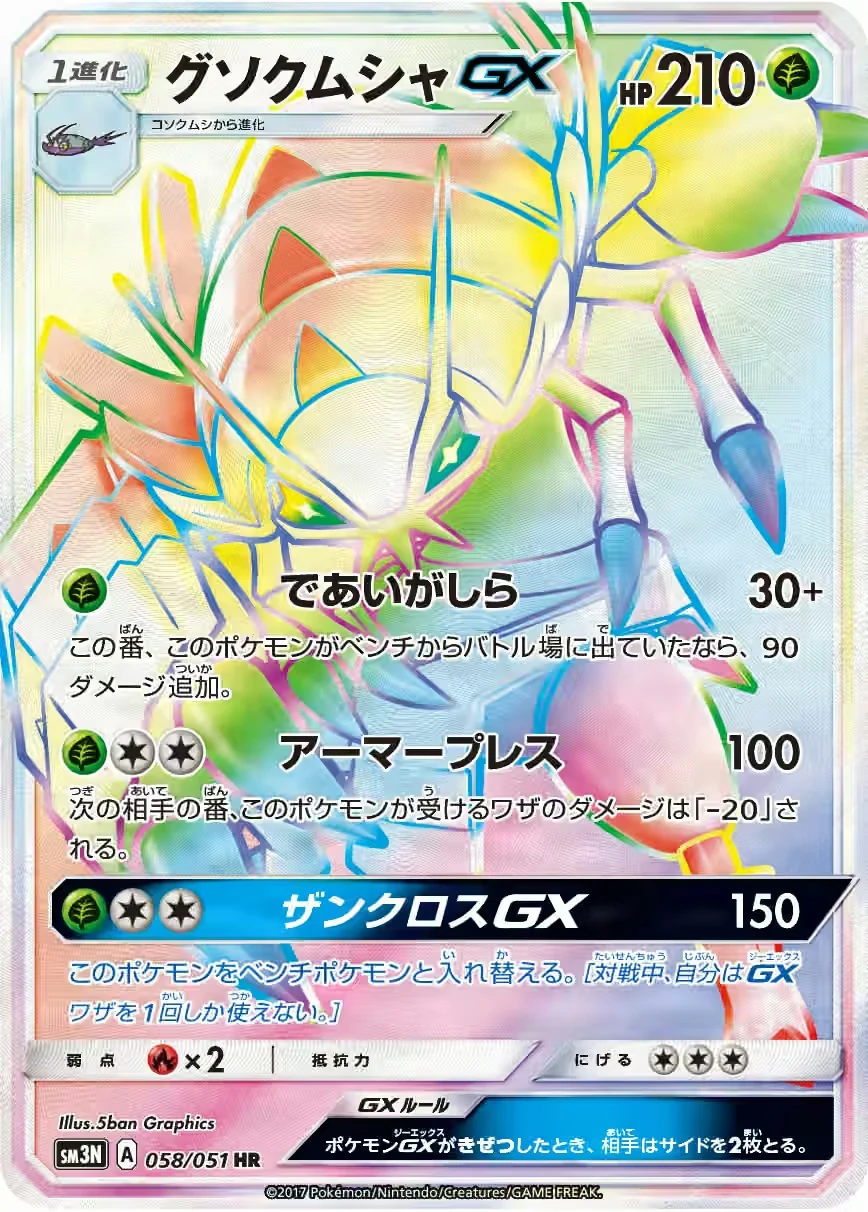 1進化
グソクムシャGX
HP210
コソクムシから進化
であいがしら 30+
この番、このポケモンがベンチからバトル場に出ていたなら、90
ダメージ追加。
アーマープレス 100
次の相手の番、このポケモンが受けるワザのダメージは「-20」さ
れる。
ザンクロスGX 150
このポケモンをベンチポケモンと入れ替える。[対戦中、自分はGX
ワザを1回しか使えない。]
弱点 ×2 抵抗力 にげる
GXルール
ポケモンGXがきぜつしたとき、相手はサイドを2枚とる。
Illus.5ban Graphics
SM3N A 058/051 HR
©2017 Pokémon/Nintendo/Creatures/GAME FREAK.